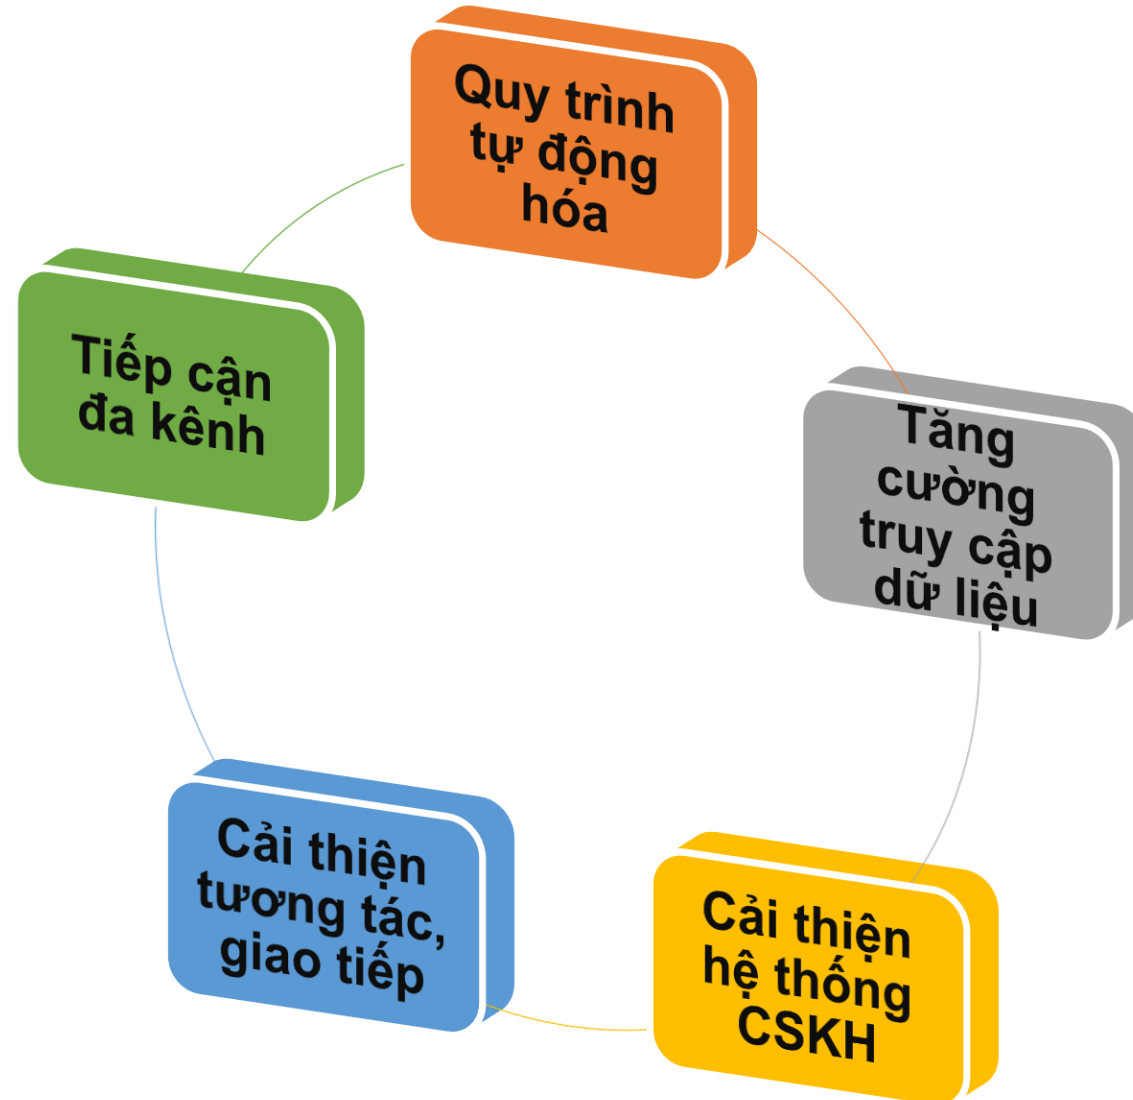 Quy trình
tự động
hóa
Tăng
cường
truy cập
dữ liệu
Cải thiện
hệ thống
CSKH
Cải thiện
tương tác,
giao tiếp
Tiếp cận
đa kênh